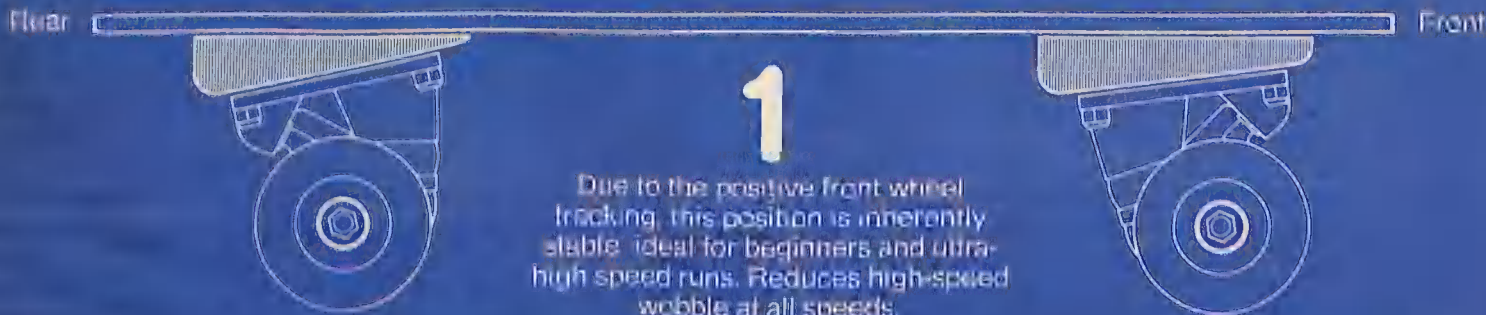 Rear
Front
1
Due to the positive front wheel
tracking, this position is inherently
stable, ideal for beginners and ultra-
high speed runs. Reduces high-speed
wobble at all speeds.